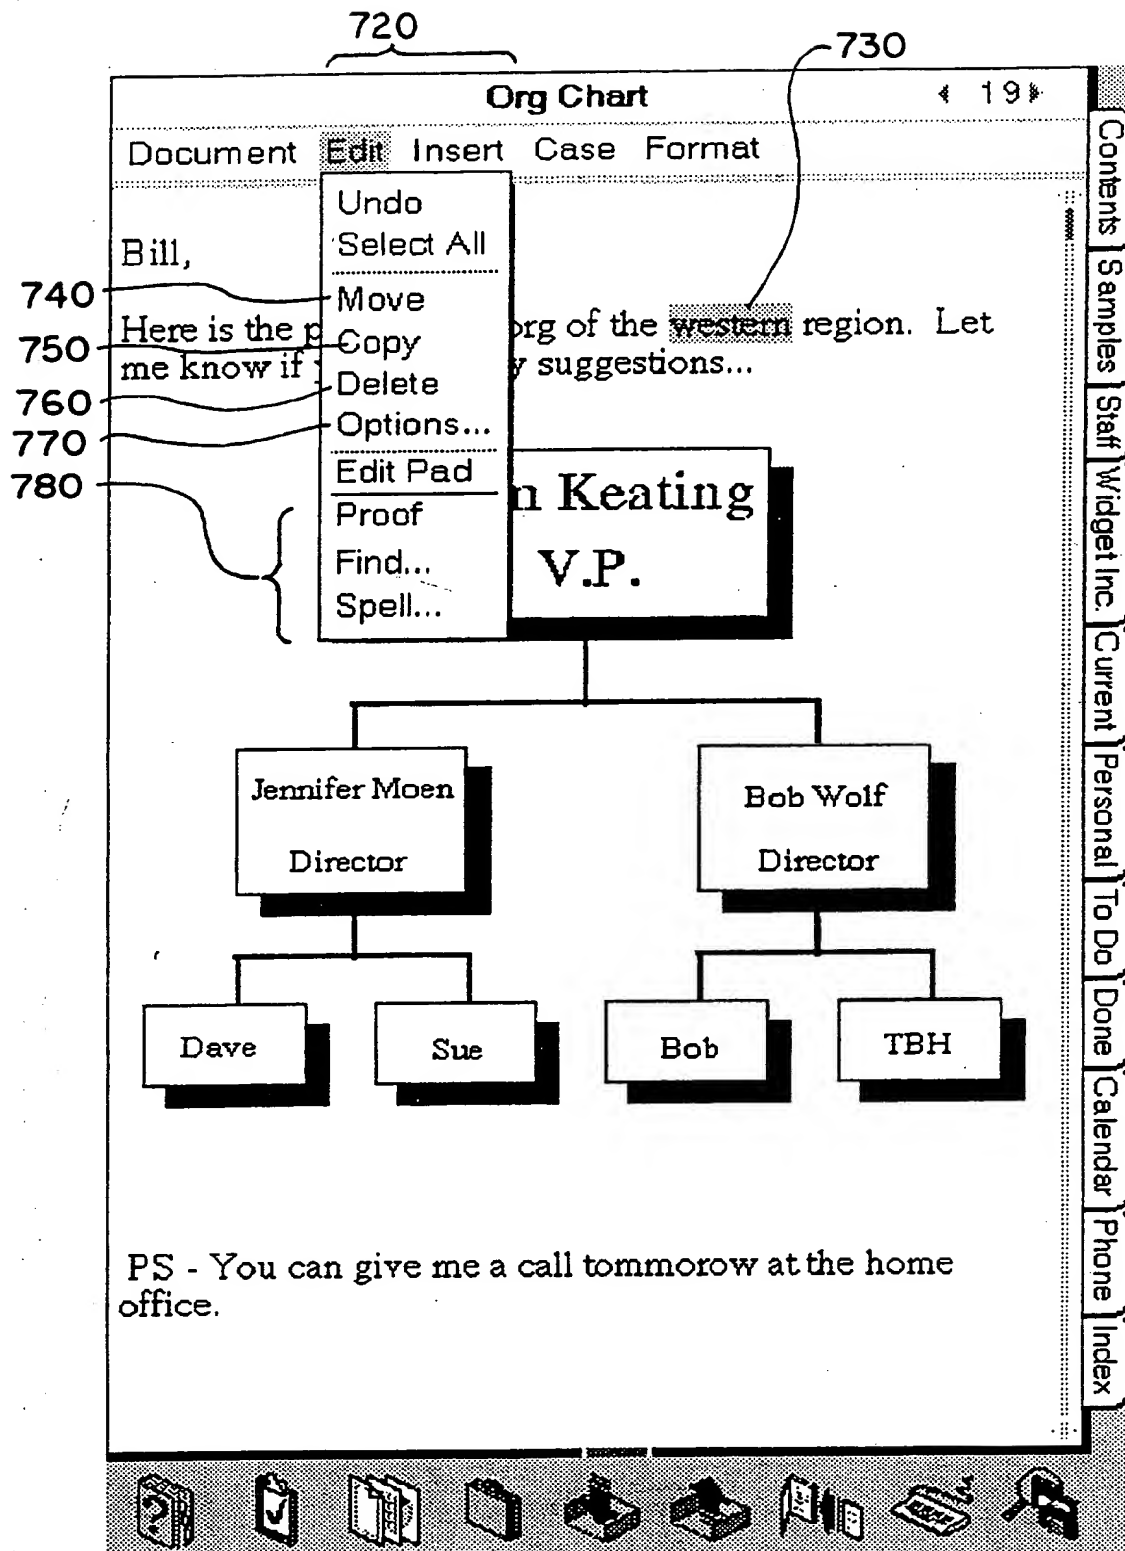 720
730
Org Chart
19
Document Edit Insert Case Format
Undo
Select All
Bill,
740
Move
Here is the p org of the western region. Let
750
Copy
me know if y suggestions...
760
Delete
770
Options...
780
Edit Pad
n Keating
Proof
V.P.
Find...
Spell...
Jennifer Moen
Director
Bob Wolf
Director
Dave
Sue
Bob
TBH
PS - You can give me a call tommorow at the home
office.
Contents
Samples
Staff
Widget Inc.
Current
Personal
To Do
Done
Calendar
Phone
Index
?